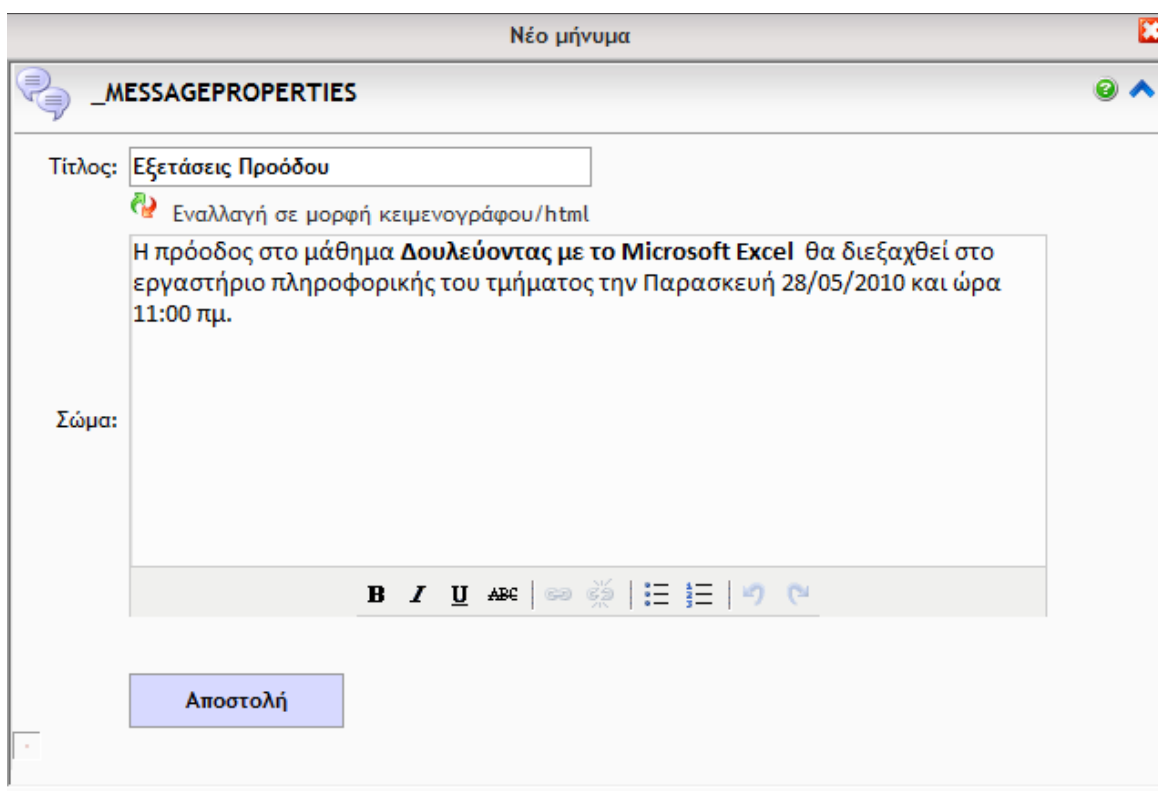 Νέο μήνυμα
_MESSAGEPROPERTIES
Τίτλος: Εξετάσεις Προόδου
Εναλλαγή σε μορφή κειμενογράφου/html
Η πρόοδος στο μάθημα Δουλεύοντας με το Microsoft Excel θα διεξαχθεί στο
εργαστήριο πληροφορικής του τμήματος την Παρασκευή 28/05/2010 και ώρα
11:00 πμ.
Σώμα:
B I U ABC
Αποστολή